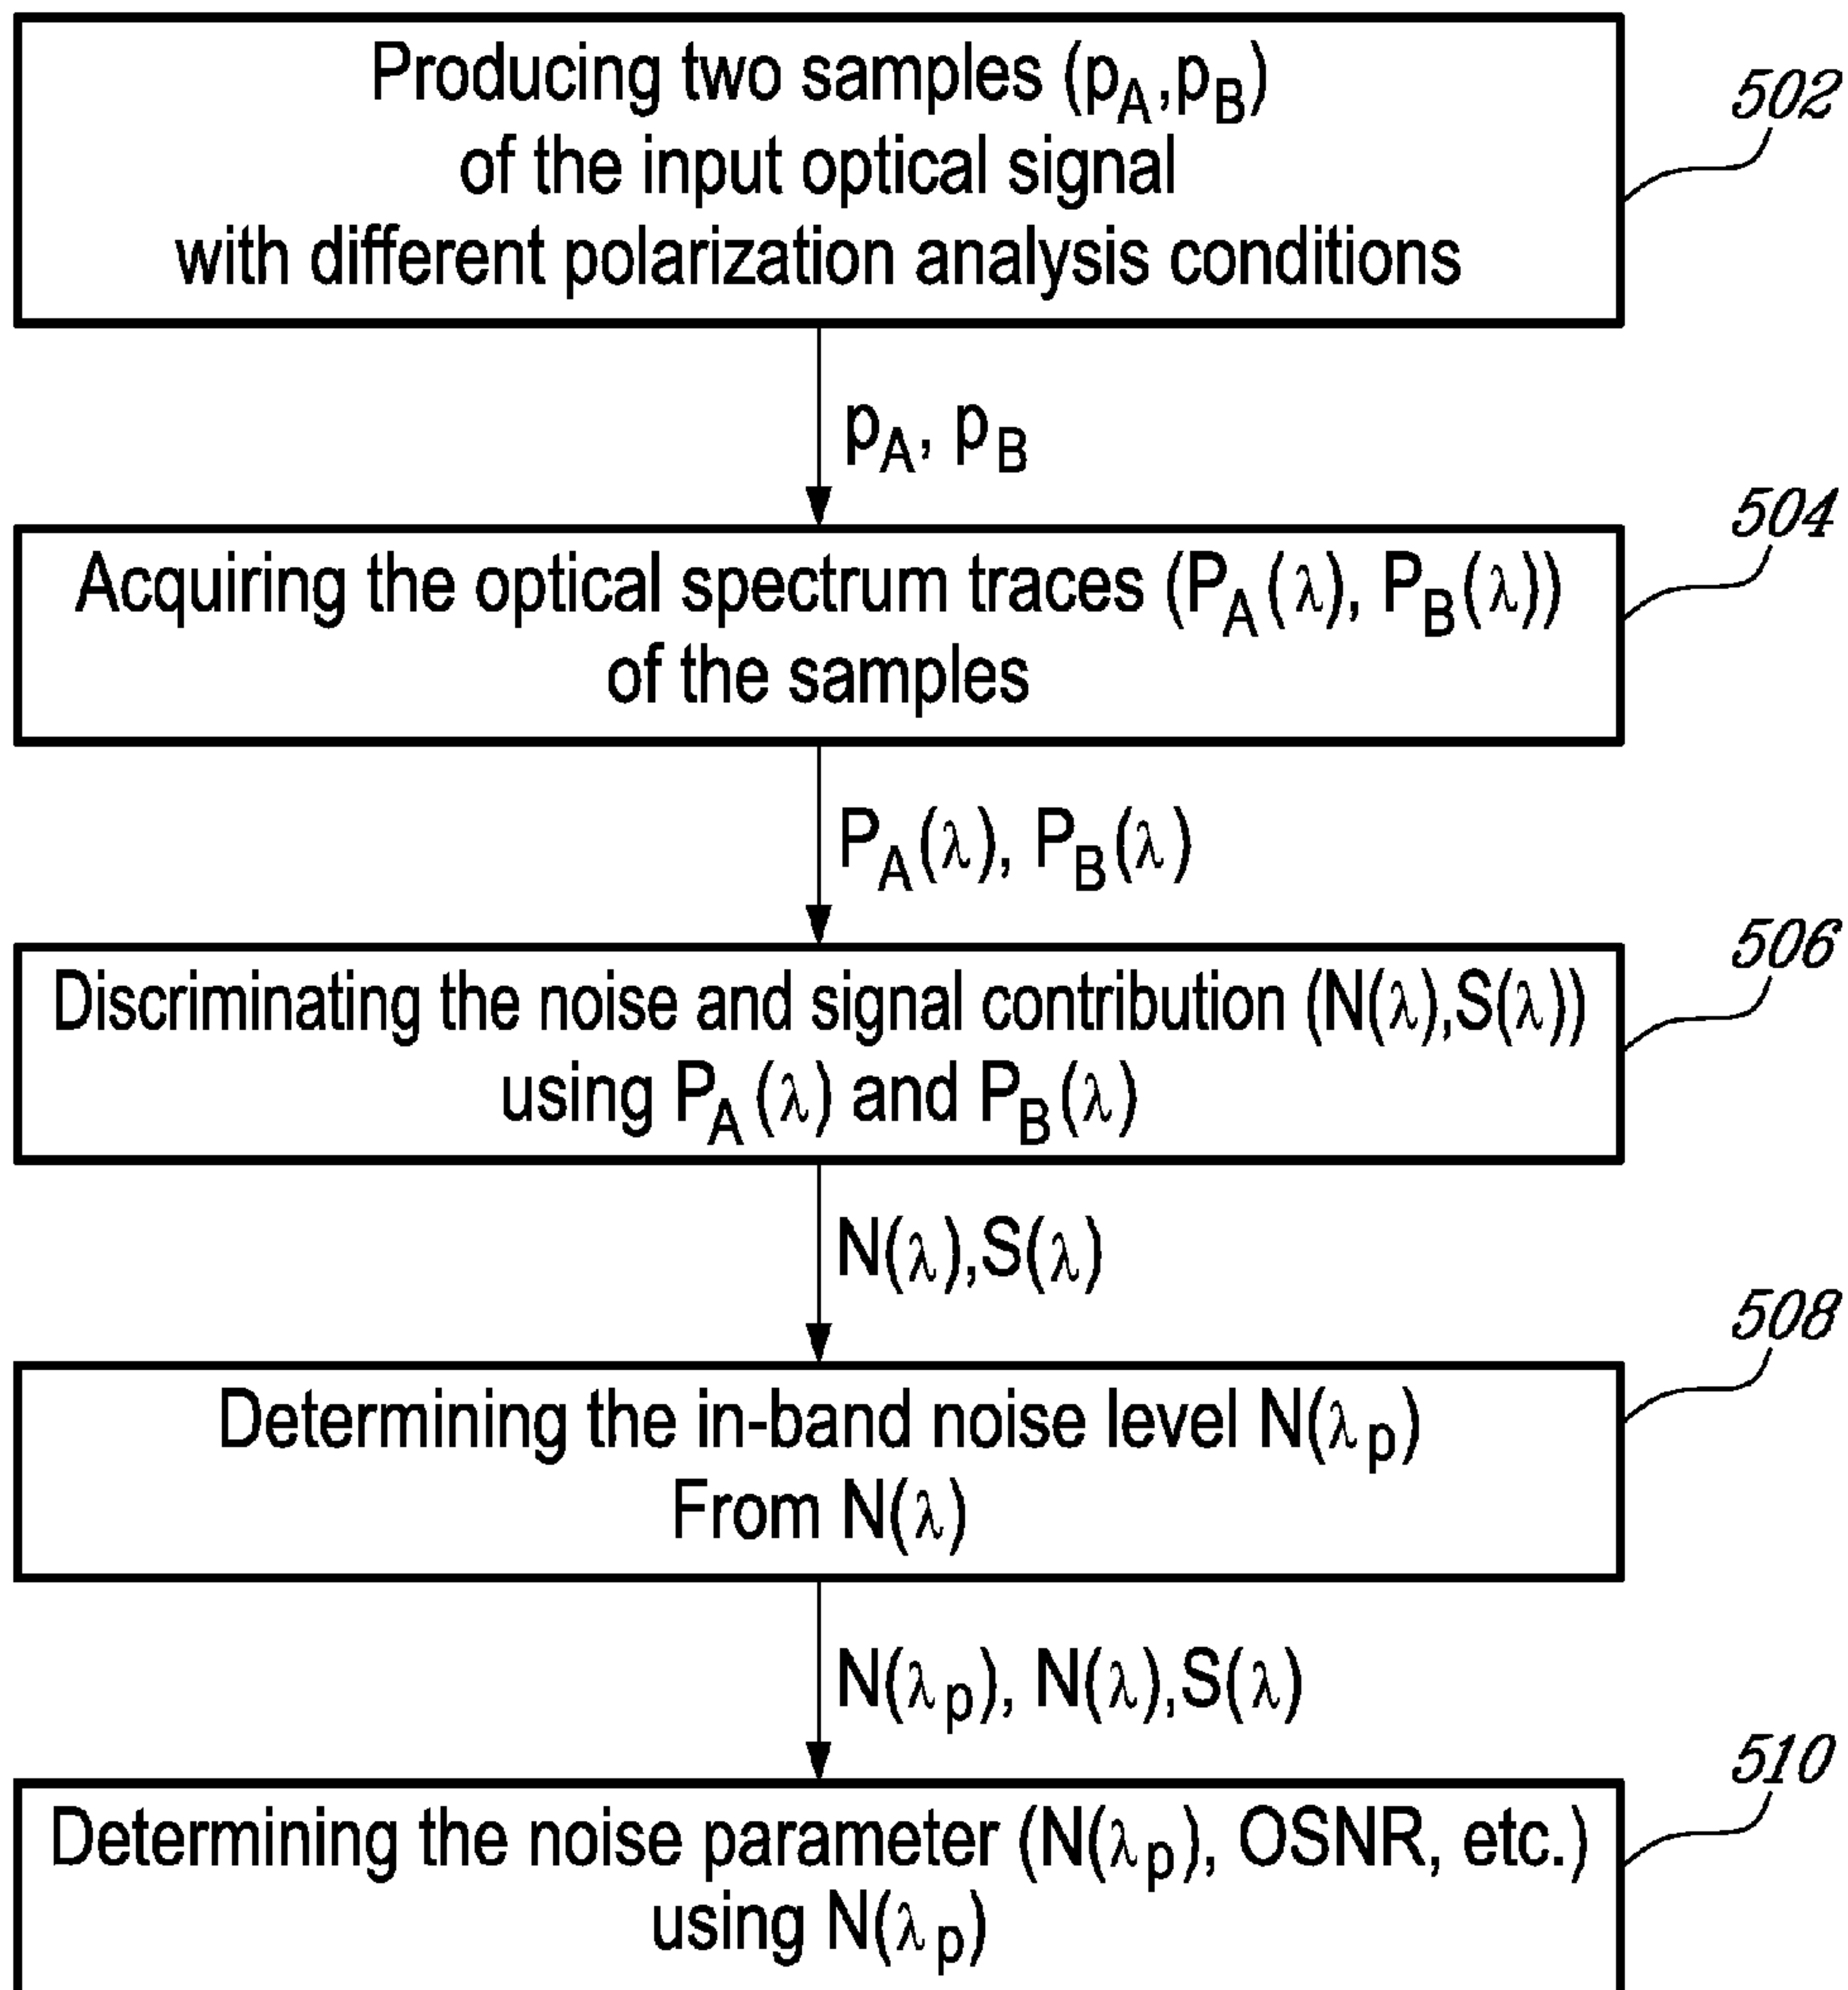 Producing two samples (pA,pB)
of the input optical signal
with different polarization analysis conditions
502
pA, pB
Acquiring the optical spectrum traces (PA(λ), PB(λ))
of the samples
504
PA(λ), PB(λ)
Discriminating the noise and signal contribution (N(λ),S(λ))
using PA(λ) and PB(λ)
506
N(λ),S(λ)
Determining the in-band noise level N(λp)
From N(λ)
508
N(λp), N(λ),S(λ)
Determining the noise parameter (N(λp), OSNR, etc.)
using N(λp)
510